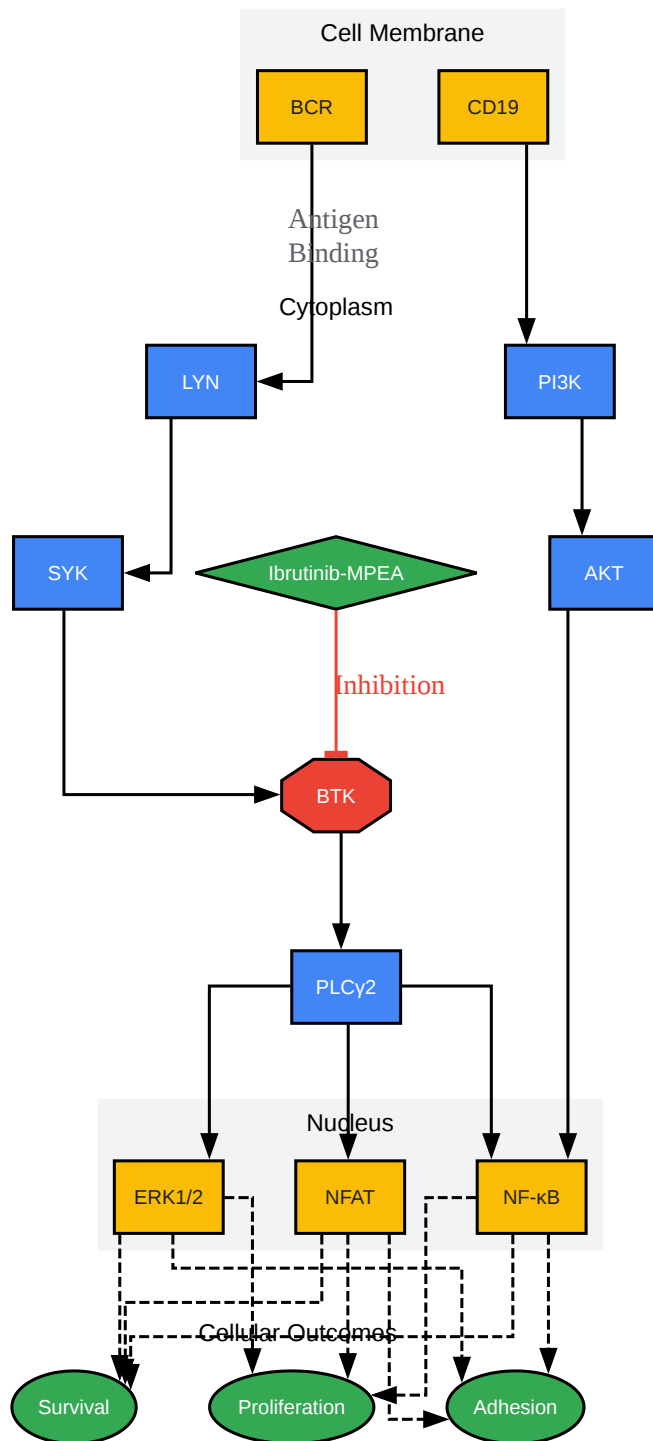 Cell Membrane
BCR
CD19
Antigen
Binding
Cytoplasm
LYN
PI3K
SYK
Ibrutinib-MPEA
AKT
Inhibition
BTK
PLCγ2
Nucleus
ERK1/2
NFAT
NF-κB
Cellular Outcomes
Survival
Proliferation
Adhesion